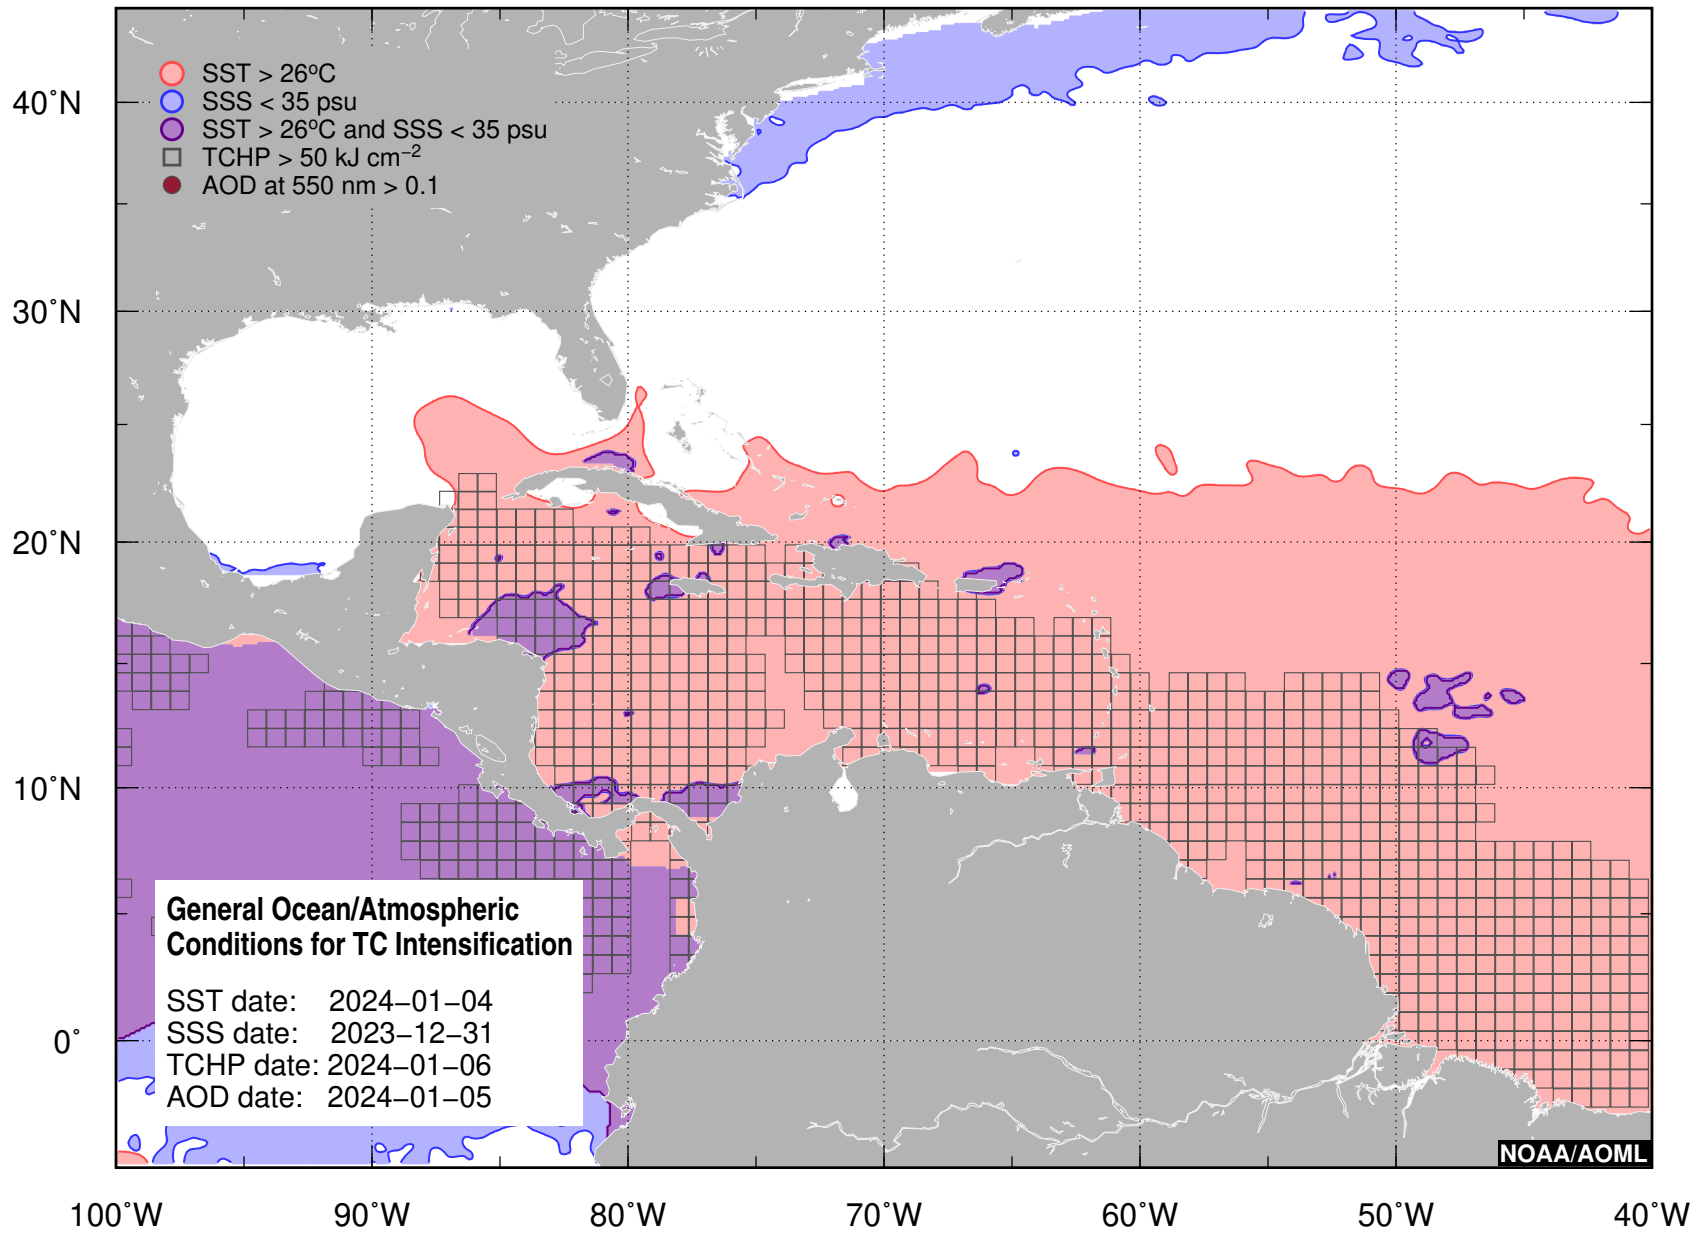 40°N
30°N
20°N
10°N
0°
SST > 26°C
SSS < 35 psu
SST > 26°C and SSS < 35 psu
TCHP > 50 kJ cm⁻²
AOD at 550 nm > 0.1
General Ocean/Atmospheric
Conditions for TC Intensification
SST date: 2024−01−04
SSS date: 2023−12−31
TCHP date: 2024−01−06
AOD date: 2024−01−05
NOAA/AOML
100°W 90°W 80°W 70°W 60°W 50°W 40°W